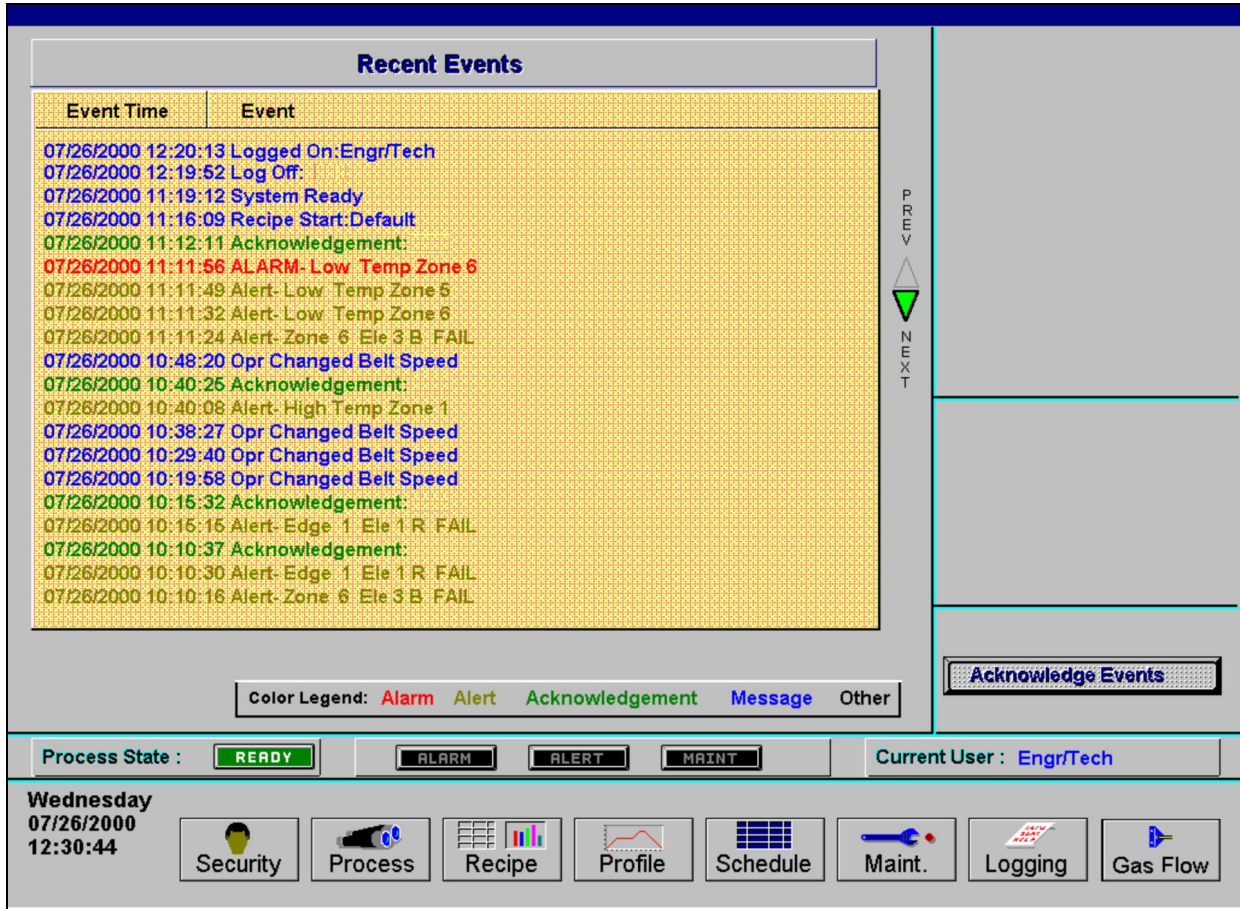 Recent Events
Event Time Event
07/26/2000 12:20:13 Logged On:Engr/Tech
07/26/2000 12:19:52 Log Off:
07/26/2000 11:19:12 System Ready
07/26/2000 11:16:09 Recipe Start:Default
07/26/2000 11:12:11 Acknowledgement:
07/26/2000 11:11:56 ALARM- Low Temp Zone 6
07/26/2000 11:11:49 Alert- Low Temp Zone 5
07/26/2000 11:11:32 Alert- Low Temp Zone 6
07/26/2000 11:11:24 Alert- Zone 6 Ele 3 B FAIL
07/26/2000 10:48:20 Opr Changed Belt Speed
07/26/2000 10:40:25 Acknowledgement:
07/26/2000 10:40:08 Alert- High Temp Zone 1
07/26/2000 10:38:27 Opr Changed Belt Speed
07/26/2000 10:29:40 Opr Changed Belt Speed
07/26/2000 10:19:58 Opr Changed Belt Speed
07/26/2000 10:15:32 Acknowledgement:
07/26/2000 10:15:15 Alert- Edge 1 Ele 1 R FAIL
07/26/2000 10:10:37 Acknowledgement:
07/26/2000 10:10:30 Alert- Edge 1 Ele 1 R FAIL
07/26/2000 10:10:16 Alert- Zone 6 Ele 3 B FAIL
PREV
NEXT
Acknowledge Events
Color Legend: Alarm Alert Acknowledgement Message Other
Process State : READY ALARM ALERT MAINT Current User : Engr/Tech
Wednesday
07/26/2000
12:30:44
Security Process Recipe Profile Schedule Maint. Logging Gas Flow